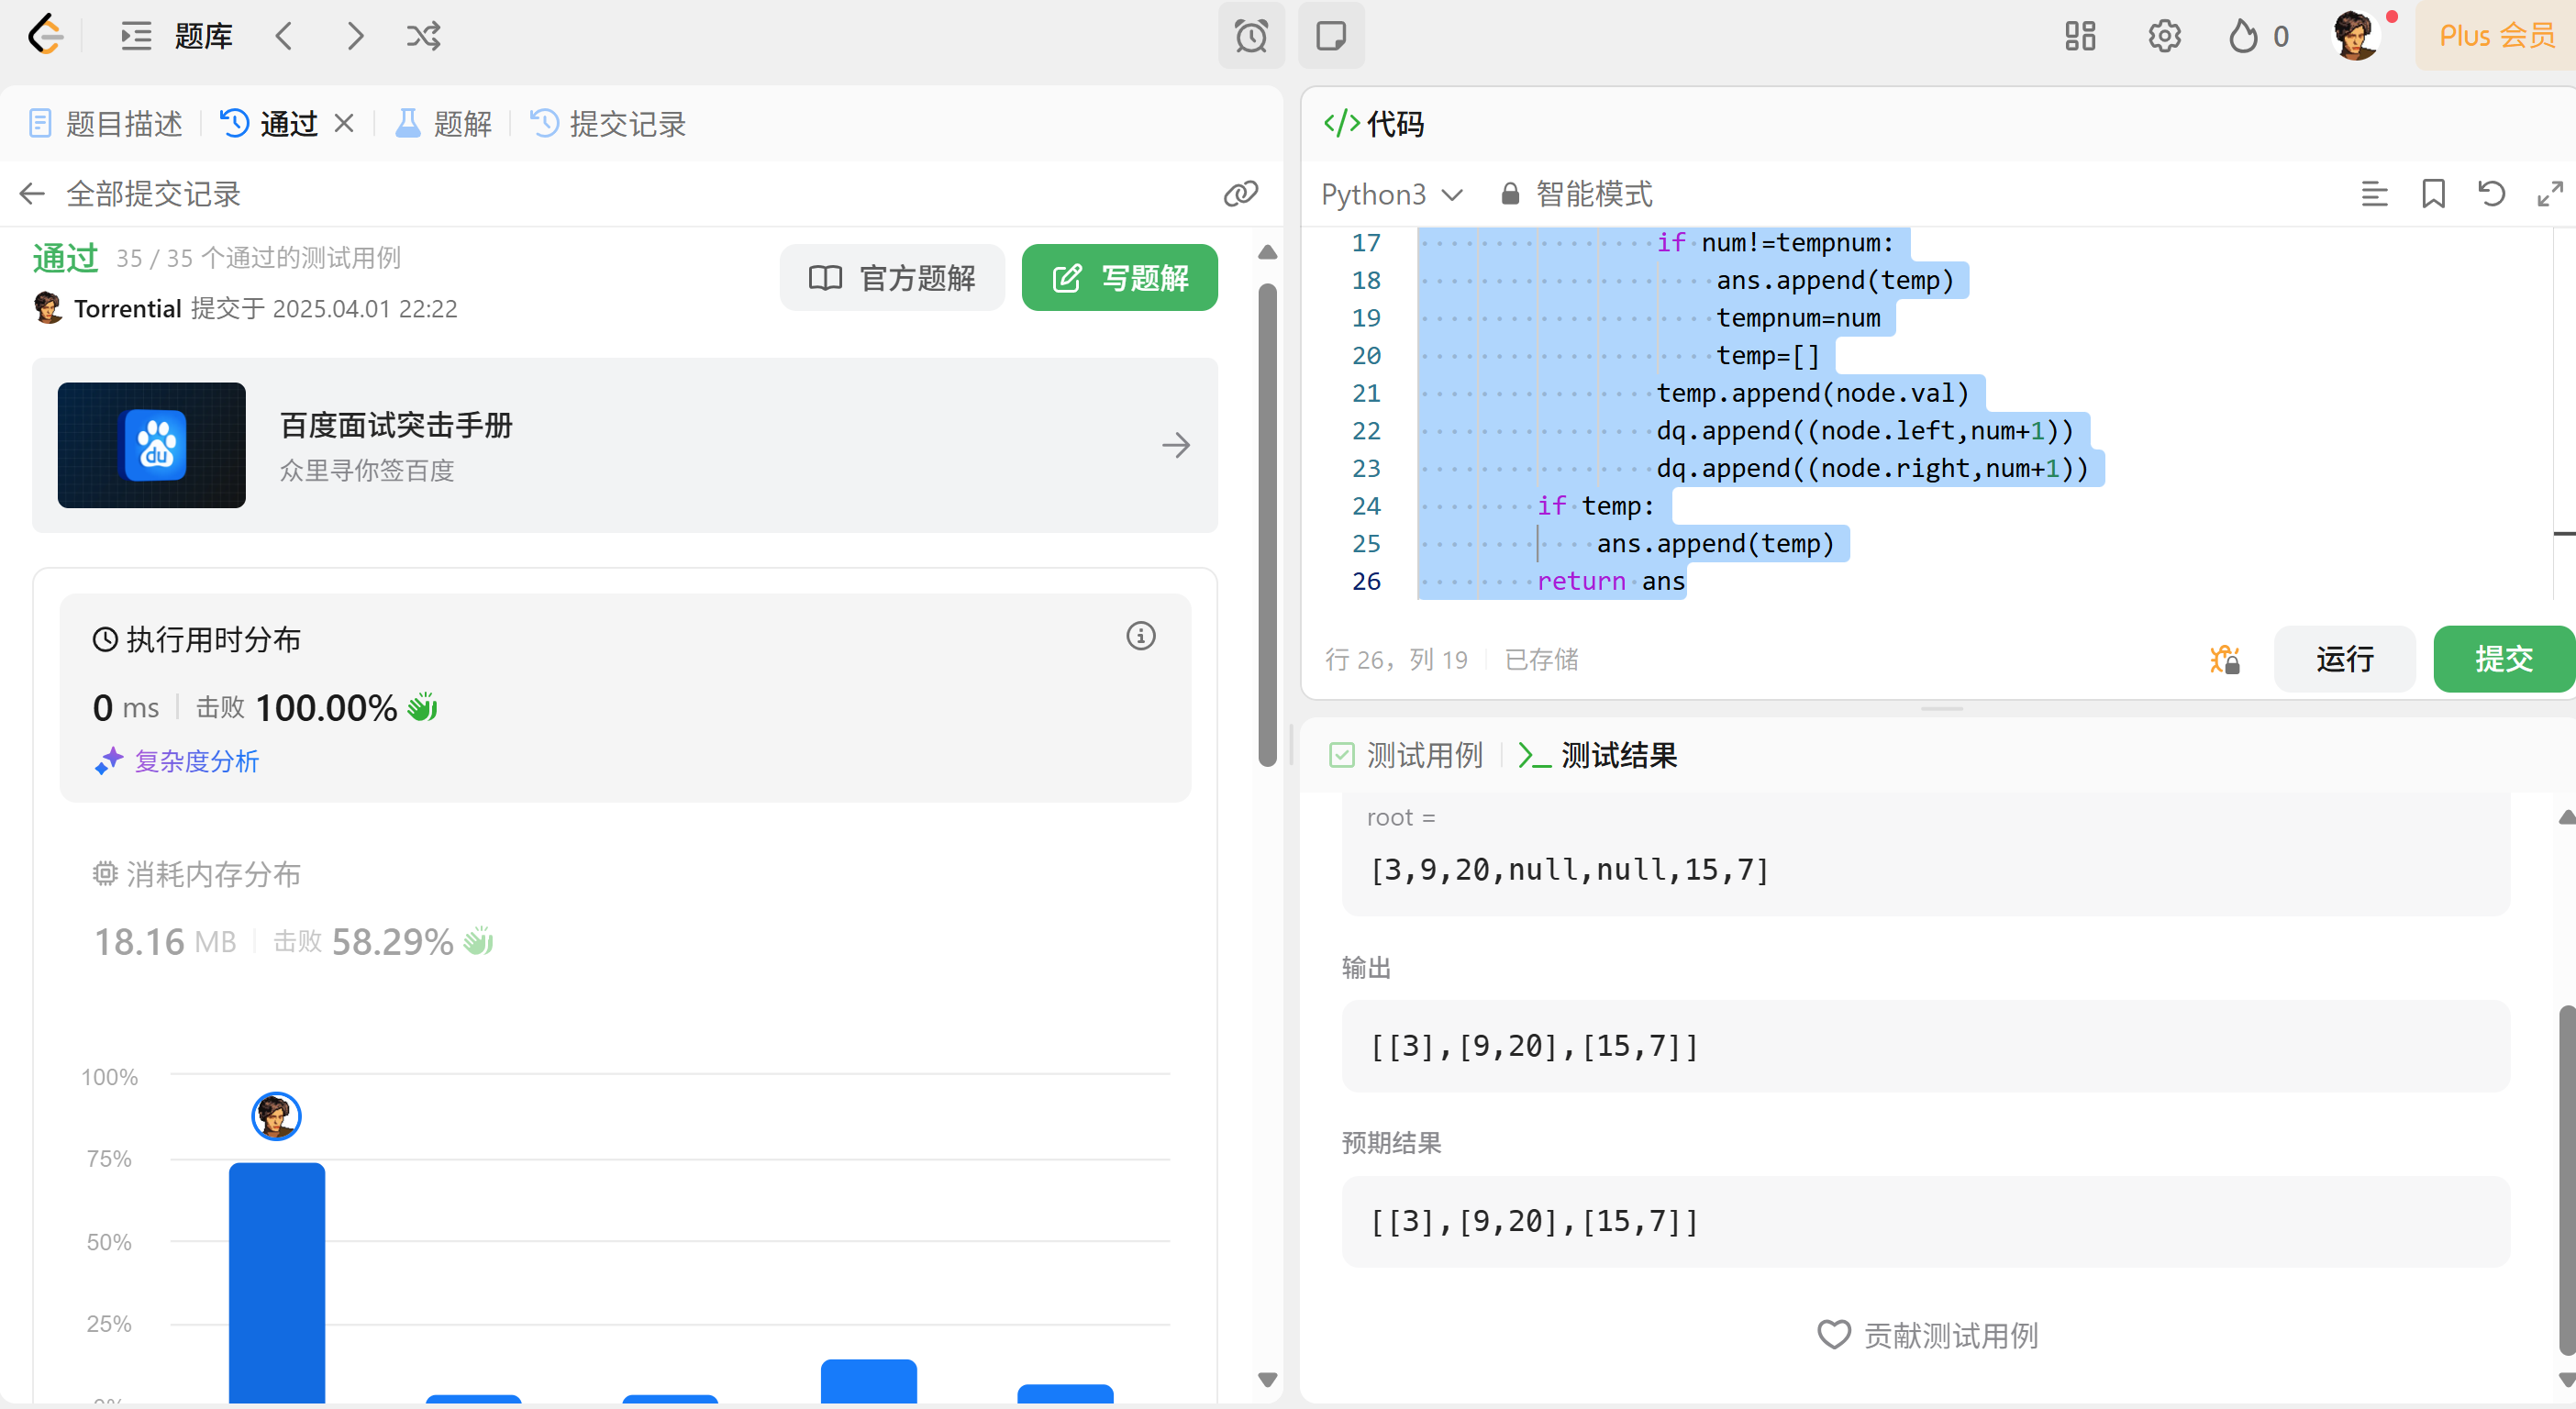 题库
0
Plus 会员
题目描述
通过
题解
提交记录
全部提交记录
通过 35 / 35 个通过的测试用例
Torrential 提交于 2025.04.01 22:22
官方题解
写题解
du
百度面试突击手册
众里寻你签百度
执行用时分布
0 ms 击败 100.00%
复杂度分析
消耗内存分布
18.16 MB 击败 58.29%
100%
75%
50%
25%
0%
</>代码
Python3 智能模式
17 if num!=tempnum:
18 ans.append(temp)
19 tempnum=num
20 temp=[]
21 temp.append(node.val)
22 dq.append((node.left,num+1))
23 dq.append((node.right,num+1))
24 if temp:
25 ans.append(temp)
26 return ans
行 26，列 19 已存储
运行
提交
测试用例
测试结果
root =
[3,9,20,null,null,15,7]
输出
[[3],[9,20],[15,7]]
预期结果
[[3],[9,20],[15,7]]
贡献测试用例